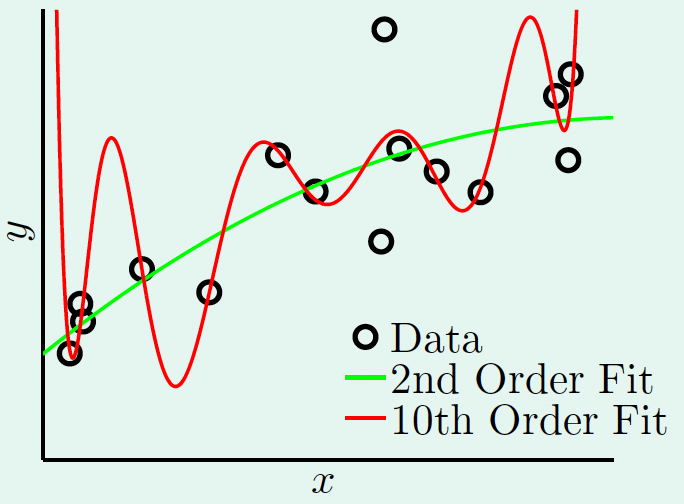 y
Data
2nd Order Fit
10th Order Fit
x